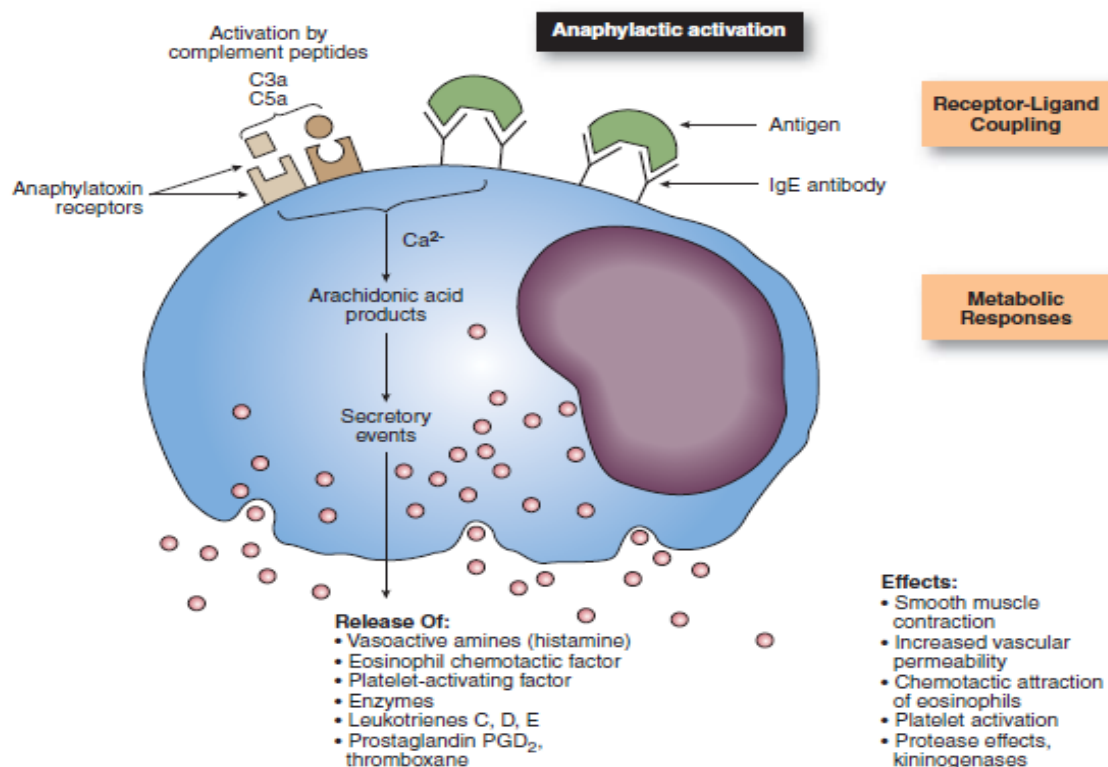 Anaphylactic activation
Activation by
complement peptides
C3a
C5a
Receptor-Ligand
Coupling
Antigen
IgE antibody
Anaphylatoxin
receptors
Ca²⁻
Arachidonic acid
products
Metabolic
Responses
Secretory
events
Release Of:
• Vasoactive amines (histamine)
• Eosinophil chemotactic factor
• Platelet-activating factor
• Enzymes
• Leukotrienes C, D, E
• Prostaglandin PGD₂,
thromboxane
Effects:
• Smooth muscle
contraction
• Increased vascular
permeability
• Chemotactic attraction
of eosinophils
• Platelet activation
• Protease effects,
kininogenases